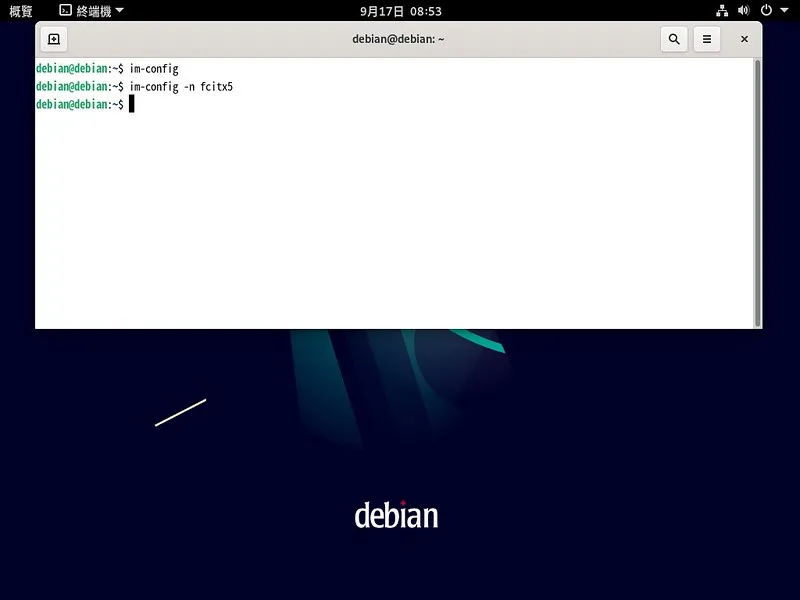 概覽 終端機 9月17日 08:53
debian@debian: ~
debian@debian:~$ im-config
debian@debian:~$ im-config -n fcitx5
debian@debian:~$
debian